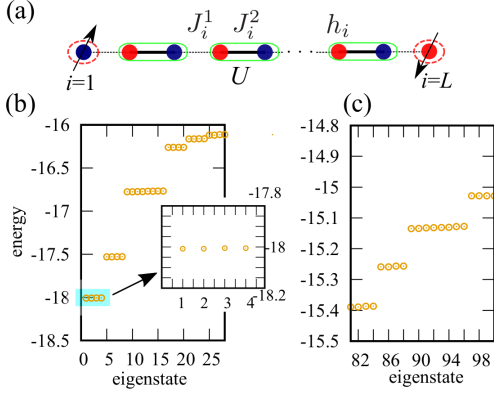 (a)
J_i^1 J_i^2 h_i
i=1 U i=L
(b) (c)
-16
-16.5
-17
-17.5
-18
-18.5
energy
0 5 10 15 20 25
eigenstate
-17.8
-18
-18.2
1 2 3 4
-14.8
-14.9
-15
-15.1
-15.2
-15.3
-15.4
-15.5
82 86 90 94 98
eigenstate